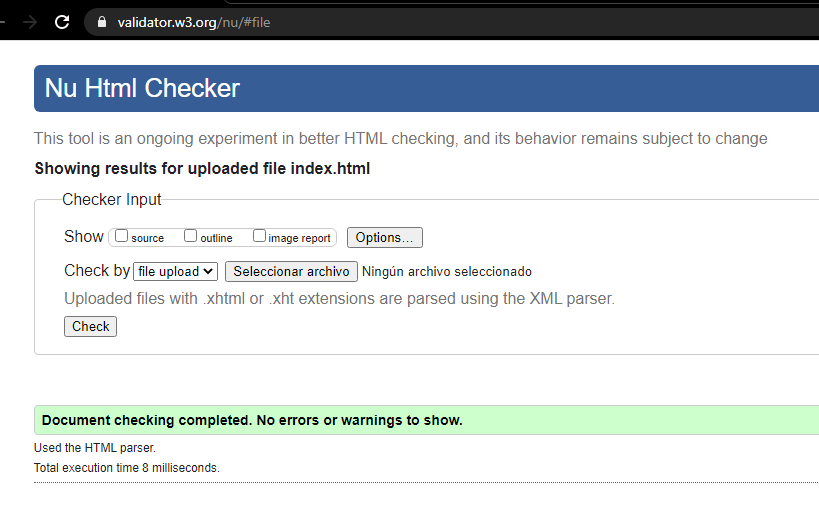 validator.w3.org/nu/#file
Nu Html Checker
This tool is an ongoing experiment in better HTML checking, and its behavior remains subject to change
Showing results for uploaded file index.html
Checker Input
Show source outline image report Options...
Check by file upload Seleccionar archivo Ningún archivo seleccionado
Uploaded files with .xhtml or .xht extensions are parsed using the XML parser.
Check
Document checking completed. No errors or warnings to show.
Used the HTML parser.
Total execution time 8 milliseconds.